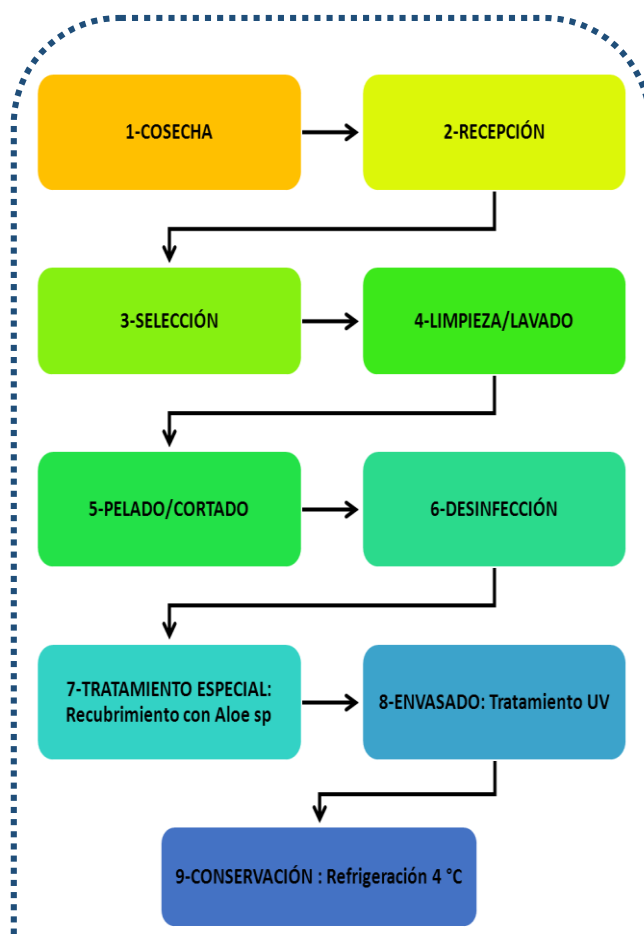 1-COSECHA
2-RECEPCIÓN
3-SELECCIÓN
4-LIMPIEZA/LAVADO
5-PELADO/CORTADO
6-DESINFECCIÓN
7-TRATAMIENTO ESPECIAL:
Recubrimiento con Aloe sp
8-ENVASADO: Tratamiento UV
9-CONSERVACIÓN : Refrigeración 4 °C